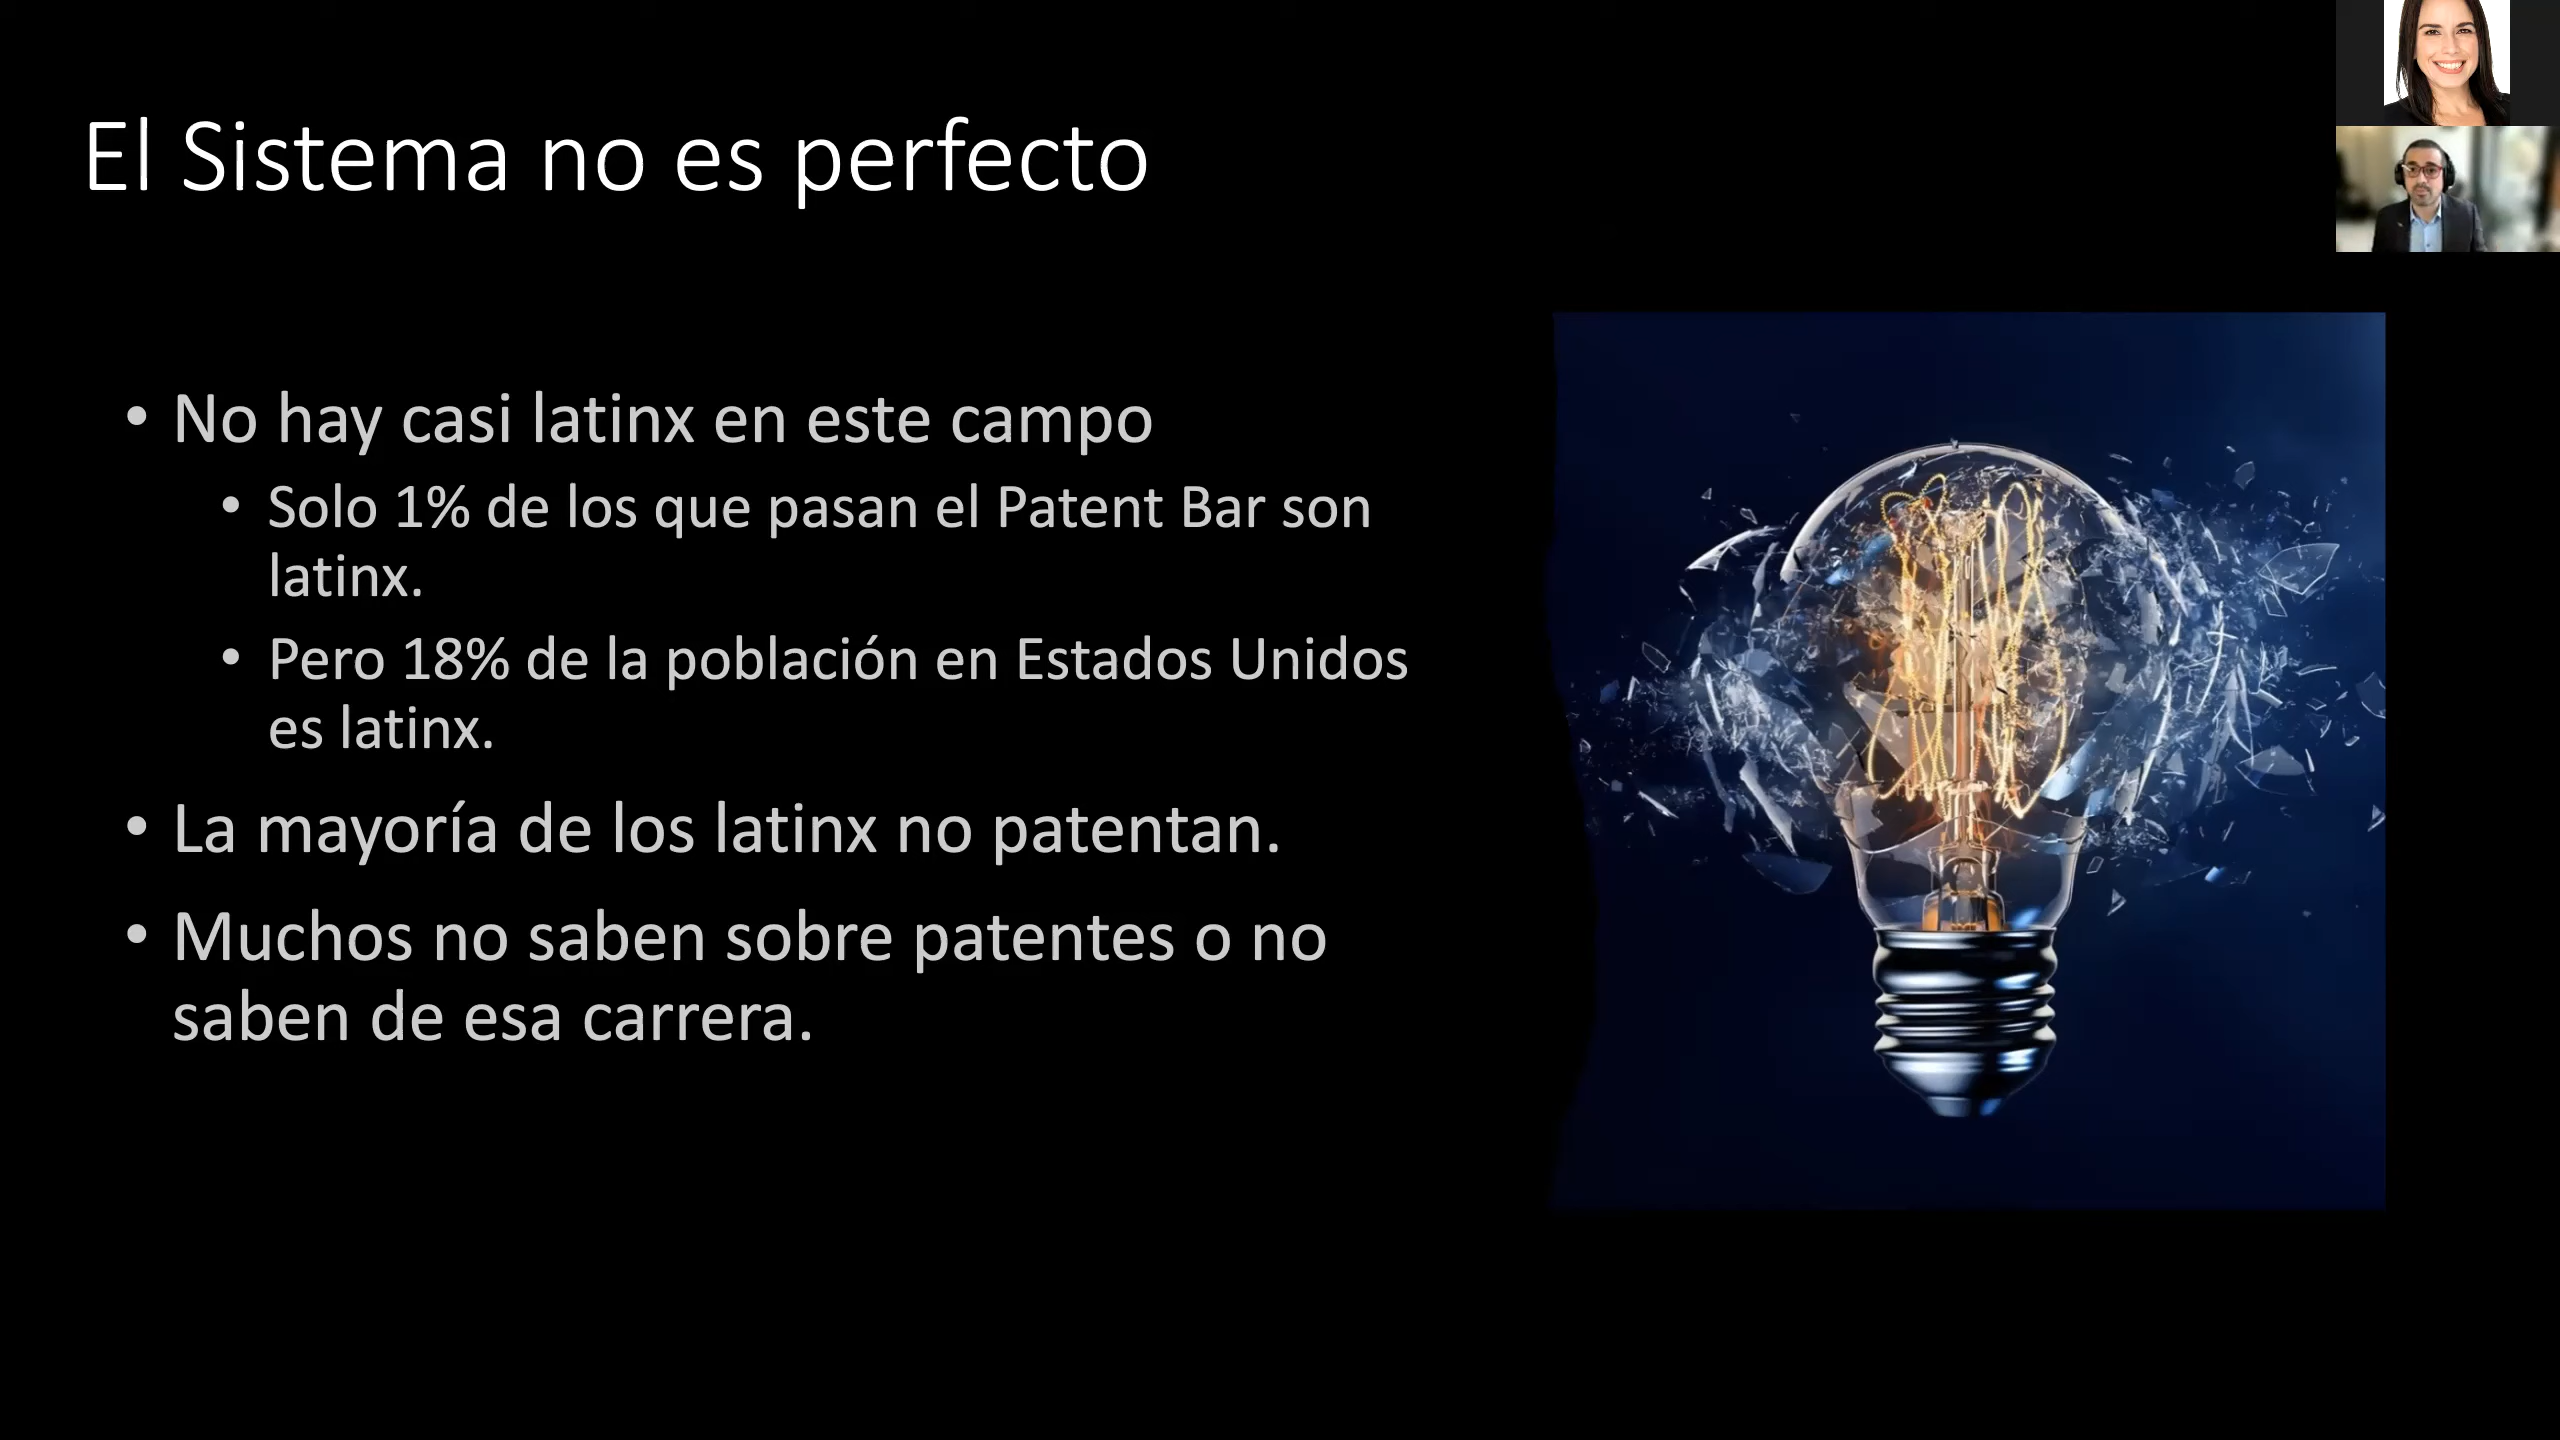 El Sistema no es perfecto
• No hay casi latinx en este campo
• Solo 1% de los que pasan el Patent Bar son
latinx.
• Pero 18% de la población en Estados Unidos
es latinx.
• La mayoría de los latinx no patentan.
• Muchos no saben sobre patentes o no
saben de esa carrera.